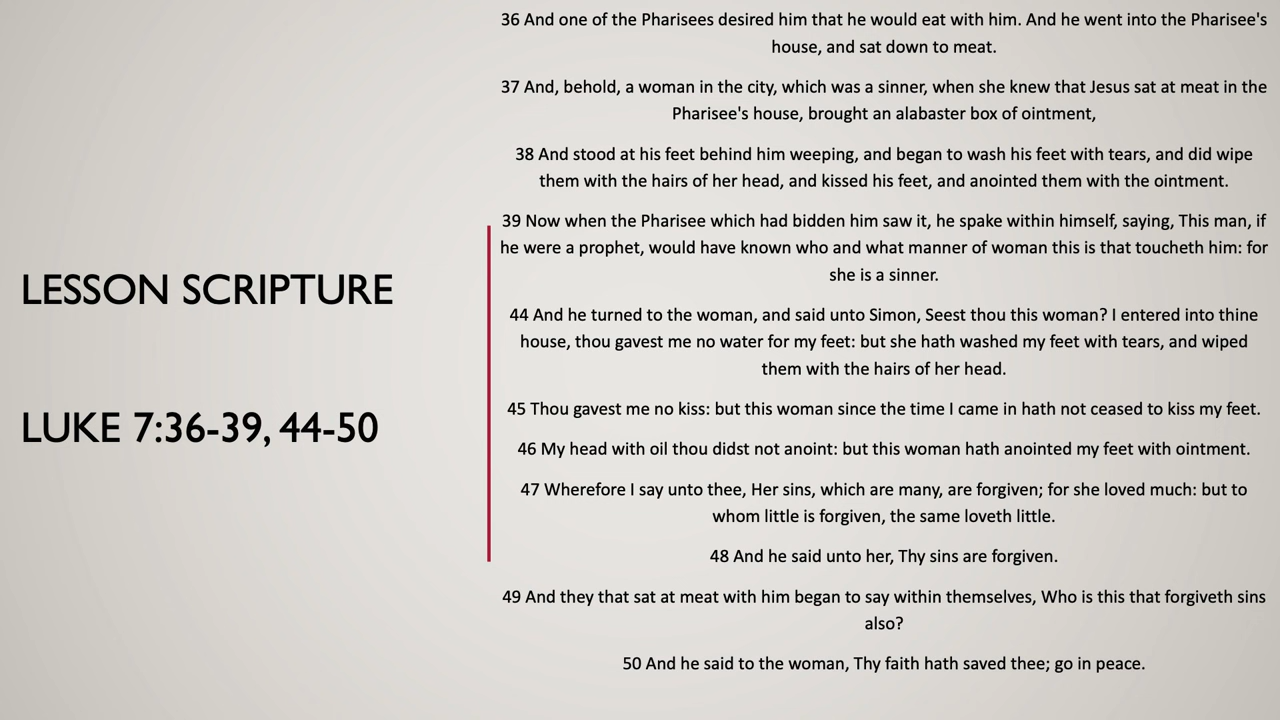 LESSON SCRIPTURE
LUKE 7:36-39, 44-50
36 And one of the Pharisees desired him that he would eat with him. And he went into the Pharisee's
house, and sat down to meat.
37 And, behold, a woman in the city, which was a sinner, when she knew that Jesus sat at meat in the
Pharisee's house, brought an alabaster box of ointment,
38 And stood at his feet behind him weeping, and began to wash his feet with tears, and did wipe
them with the hairs of her head, and kissed his feet, and anointed them with the ointment.
39 Now when the Pharisee which had bidden him saw it, he spake within himself, saying, This man, if
he were a prophet, would have known who and what manner of woman this is that toucheth him: for
she is a sinner.
44 And he turned to the woman, and said unto Simon, Seest thou this woman? I entered into thine
house, thou gavest me no water for my feet: but she hath washed my feet with tears, and wiped
them with the hairs of her head.
45 Thou gavest me no kiss: but this woman since the time I came in hath not ceased to kiss my feet.
46 My head with oil thou didst not anoint: but this woman hath anointed my feet with ointment.
47 Wherefore I say unto thee, Her sins, which are many, are forgiven; for she loved much: but to
whom little is forgiven, the same loveth little.
48 And he said unto her, Thy sins are forgiven.
49 And they that sat at meat with him began to say within themselves, Who is this that forgiveth sins
also?
50 And he said to the woman, Thy faith hath saved thee; go in peace.